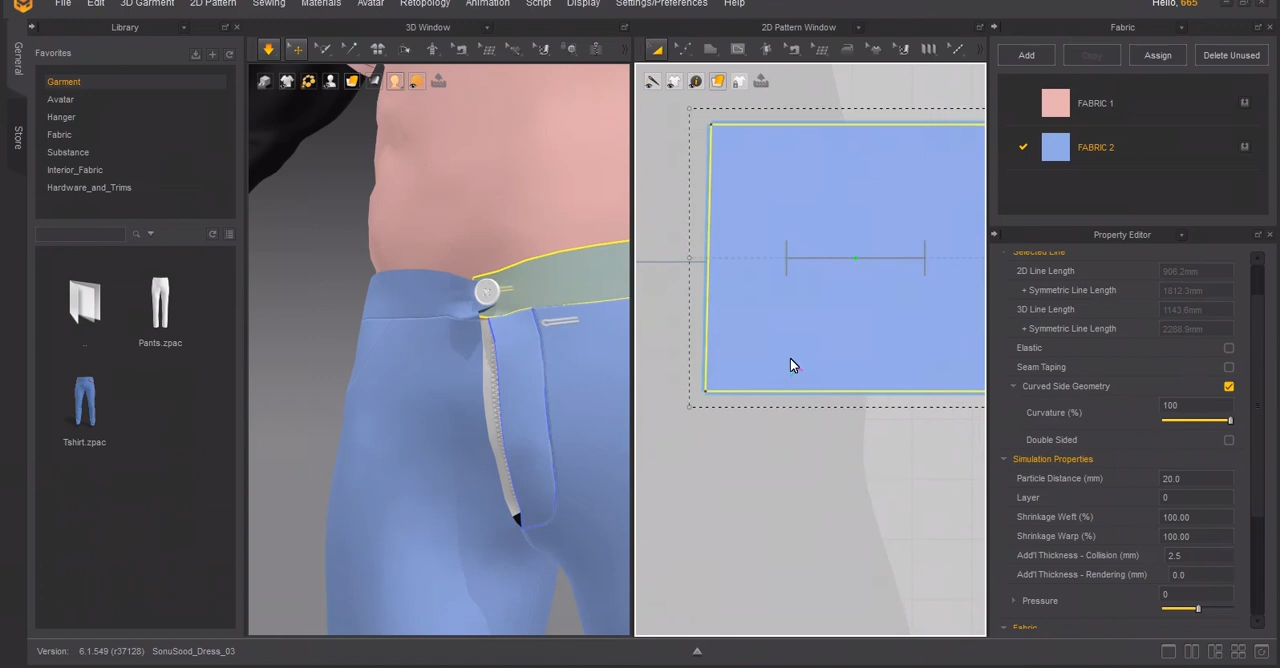 File Edit 3D Garment 2D Pattern Sewing Materials Avatar Retopology Animation Script Display Settings/Preferences Help Hello, 665
Library 3D Window 2D Pattern Window Fabric
General
Store
Favorites
Garment
Avatar
Hanger
Fabric
Substance
Interior_Fabric
Hardware_and_Trims
..
Pants.zpac
Tshirt.zpac
Add Copy Assign Delete Unused
FABRIC 1
FABRIC 2
Property Editor
Selected Line
2D Line Length 906.2mm
+ Symmetric Line Length 1812.3mm
3D Line Length 1143.6mm
+ Symmetric Line Length 2288.9mm
Elastic
Seam Taping
Curved Side Geometry
Curvature (%) 100
Double Sided
Simulation Properties
Particle Distance (mm) 20.0
Layer 0
Shrinkage Weft (%) 100.00
Shrinkage Warp (%) 100.00
Add'l Thickness - Collision (mm) 2.5
Add'l Thickness - Rendering (mm) 0.0
Pressure 0
Fabric
Version: 6.1.549 (r37128) SonuSood_Dress_03